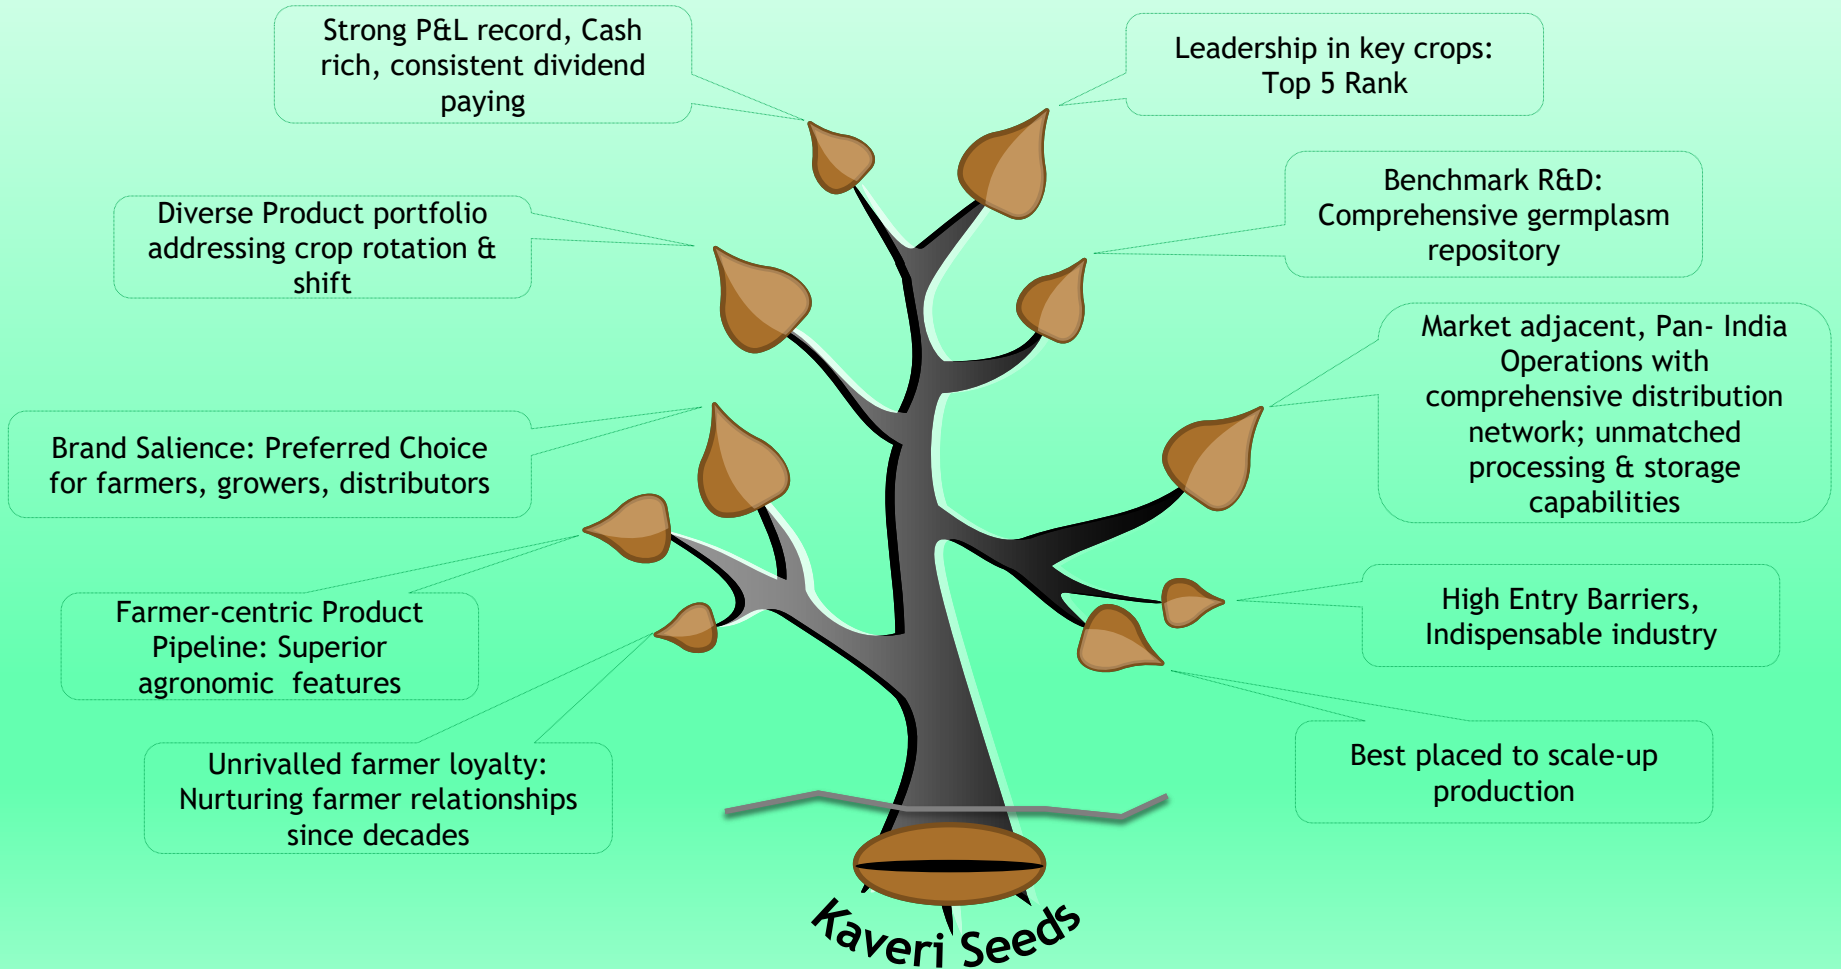 Strong P&L record, Cash
rich, consistent dividend
paying
Leadership in key crops:
Top 5 Rank
Diverse Product portfolio
addressing crop rotation &
shift
Benchmark R&D:
Comprehensive germplasm
repository
Market adjacent, Pan- India
Operations with
comprehensive distribution
network; unmatched
processing & storage
capabilities
Brand Salience: Preferred Choice
for farmers, growers, distributors
Farmer-centric Product
Pipeline: Superior
agronomic  features
High Entry Barriers,
Indispensable industry
Unrivalled farmer loyalty:
Nurturing farmer relationships
since decades
Best placed to scale-up
production
Kaveri Seeds